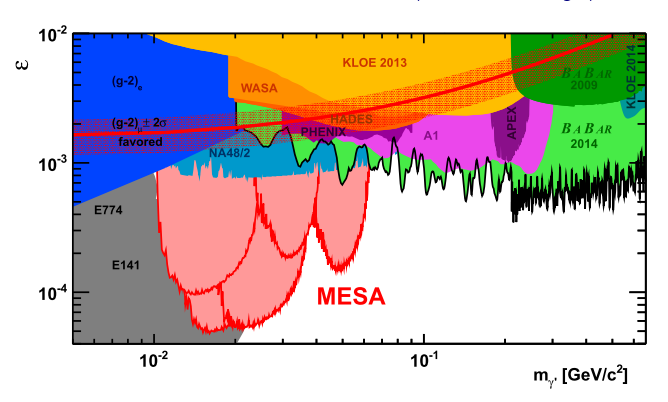 10-2
ε
KLOE 2013
KLOE 2014
(g-2)e
WASA
BABAR
2009
HADES
(g-2)μ ± 2σ
favored
PHENIX
A1
APEX
BABAR
2014
NA48/2
10-3
E774
E141
MESA
10-4
10-2
10-1
mγ' [GeV/c2]